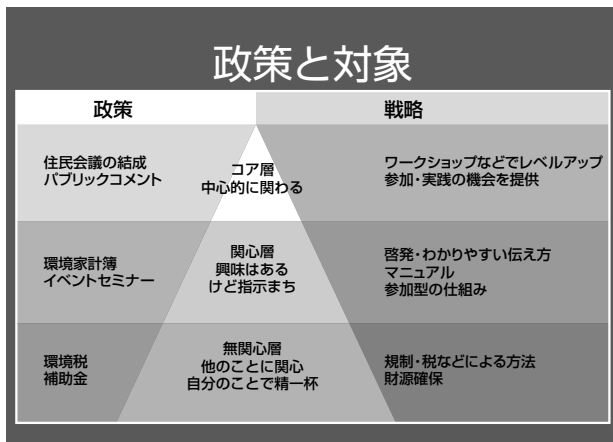 政策と対象
政策
戦略
住民会議の結成
パブリックコメント
コア層
中心的に関わる
ワークショップなどでレベルアップ
参加・実践の機会を提供
環境家計簿
イベントセミナー
関心層
興味はある
けど指示まち
啓発・わかりやすい伝え方
マニュアル
参加型の仕組み
環境税
補助金
無関心層
他のことに関心
自分のことで精一杯
規制・税などによる方法
財源確保